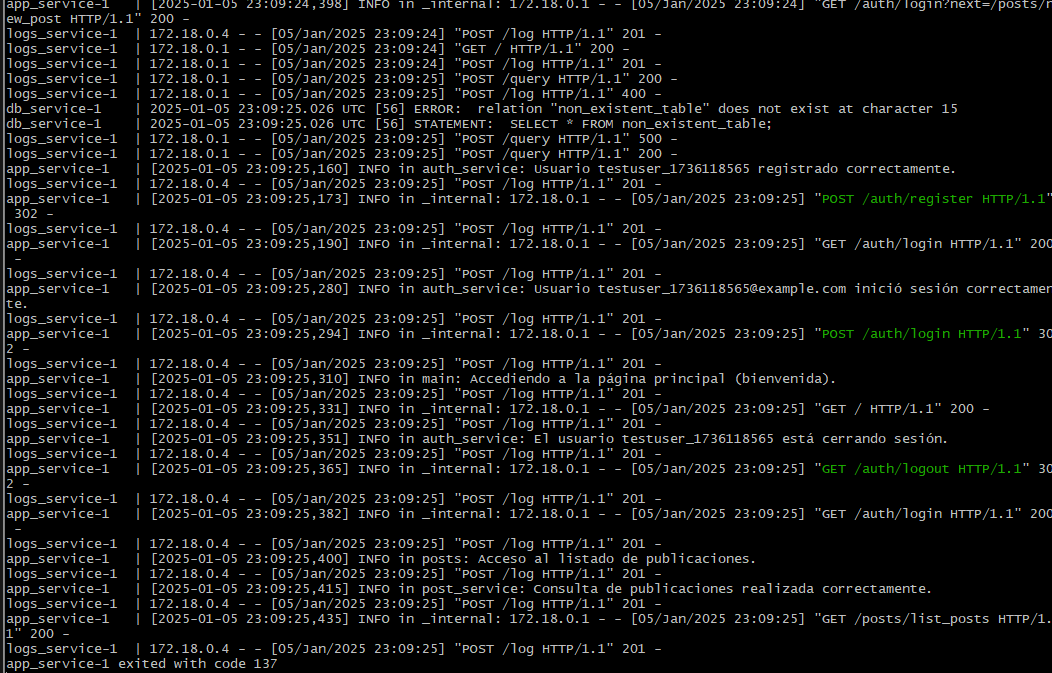 app_service-1   | [2025-01-05 23:09:24,398] INFO in _internal: 172.18.0.1 - - [05/Jan/2025 23:09:24] "GET /auth/login?next=/posts/n
ew_post HTTP/1.1" 200 -
logs_service-1  | 172.18.0.4 - - [05/Jan/2025 23:09:24] "POST /log HTTP/1.1" 201 -
logs_service-1  | 172.18.0.1 - - [05/Jan/2025 23:09:24] "GET / HTTP/1.1" 200 -
logs_service-1  | 172.18.0.1 - - [05/Jan/2025 23:09:24] "POST /log HTTP/1.1" 201 -
logs_service-1  | 172.18.0.1 - - [05/Jan/2025 23:09:25] "POST /query HTTP/1.1" 200 -
logs_service-1  | 172.18.0.1 - - [05/Jan/2025 23:09:25] "POST /log HTTP/1.1" 400 -
db_service-1    | 2025-01-05 23:09:25.026 UTC [56] ERROR:  relation "non_existent_table" does not exist at character 15
db_service-1    | 2025-01-05 23:09:25.026 UTC [56] STATEMENT:  SELECT * FROM non_existent_table;
logs_service-1  | 172.18.0.1 - - [05/Jan/2025 23:09:25] "POST /query HTTP/1.1" 500 -
logs_service-1  | 172.18.0.1 - - [05/Jan/2025 23:09:25] "POST /query HTTP/1.1" 200 -
app_service-1   | [2025-01-05 23:09:25,160] INFO in auth_service: Usuario testuser_1736118565 registrado correctamente.
logs_service-1  | 172.18.0.4 - - [05/Jan/2025 23:09:25] "POST /log HTTP/1.1" 201 -
app_service-1   | [2025-01-05 23:09:25,173] INFO in _internal: 172.18.0.1 - - [05/Jan/2025 23:09:25] "POST /auth/register HTTP/1.1"
 302 -
logs_service-1  | 172.18.0.4 - - [05/Jan/2025 23:09:25] "POST /log HTTP/1.1" 201 -
app_service-1   | [2025-01-05 23:09:25,190] INFO in _internal: 172.18.0.1 - - [05/Jan/2025 23:09:25] "GET /auth/login HTTP/1.1" 200
 -
logs_service-1  | 172.18.0.4 - - [05/Jan/2025 23:09:25] "POST /log HTTP/1.1" 201 -
app_service-1   | [2025-01-05 23:09:25,280] INFO in auth_service: Usuario testuser_1736118565@example.com inició sesión correctamen
te.
logs_service-1  | 172.18.0.4 - - [05/Jan/2025 23:09:25] "POST /log HTTP/1.1" 201 -
app_service-1   | [2025-01-05 23:09:25,294] INFO in _internal: 172.18.0.1 - - [05/Jan/2025 23:09:25] "POST /auth/login HTTP/1.1" 30
2 -
logs_service-1  | 172.18.0.4 - - [05/Jan/2025 23:09:25] "POST /log HTTP/1.1" 201 -
app_service-1   | [2025-01-05 23:09:25,310] INFO in main: Accediendo a la página principal (bienvenida).
logs_service-1  | 172.18.0.4 - - [05/Jan/2025 23:09:25] "POST /log HTTP/1.1" 201 -
app_service-1   | [2025-01-05 23:09:25,331] INFO in _internal: 172.18.0.1 - - [05/Jan/2025 23:09:25] "GET / HTTP/1.1" 200 -
logs_service-1  | 172.18.0.4 - - [05/Jan/2025 23:09:25] "POST /log HTTP/1.1" 201 -
app_service-1   | [2025-01-05 23:09:25,351] INFO in auth_service: El usuario testuser_1736118565 está cerrando sesión.
logs_service-1  | 172.18.0.4 - - [05/Jan/2025 23:09:25] "POST /log HTTP/1.1" 201 -
app_service-1   | [2025-01-05 23:09:25,365] INFO in _internal: 172.18.0.1 - - [05/Jan/2025 23:09:25] "GET /auth/logout HTTP/1.1" 30
2 -
logs_service-1  | 172.18.0.4 - - [05/Jan/2025 23:09:25] "POST /log HTTP/1.1" 201 -
app_service-1   | [2025-01-05 23:09:25,382] INFO in _internal: 172.18.0.1 - - [05/Jan/2025 23:09:25] "GET /auth/login HTTP/1.1" 200
 -
logs_service-1  | 172.18.0.4 - - [05/Jan/2025 23:09:25] "POST /log HTTP/1.1" 201 -
app_service-1   | [2025-01-05 23:09:25,400] INFO in posts: Acceso al listado de publicaciones.
logs_service-1  | 172.18.0.4 - - [05/Jan/2025 23:09:25] "POST /log HTTP/1.1" 201 -
app_service-1   | [2025-01-05 23:09:25,415] INFO in post_service: Consulta de publicaciones realizada correctamente.
logs_service-1  | 172.18.0.4 - - [05/Jan/2025 23:09:25] "POST /log HTTP/1.1" 201 -
app_service-1   | [2025-01-05 23:09:25,435] INFO in _internal: 172.18.0.1 - - [05/Jan/2025 23:09:25] "GET /posts/list_posts HTTP/1.
1" 200 -
logs_service-1  | 172.18.0.4 - - [05/Jan/2025 23:09:25] "POST /log HTTP/1.1" 201 -
app_service-1 exited with code 137